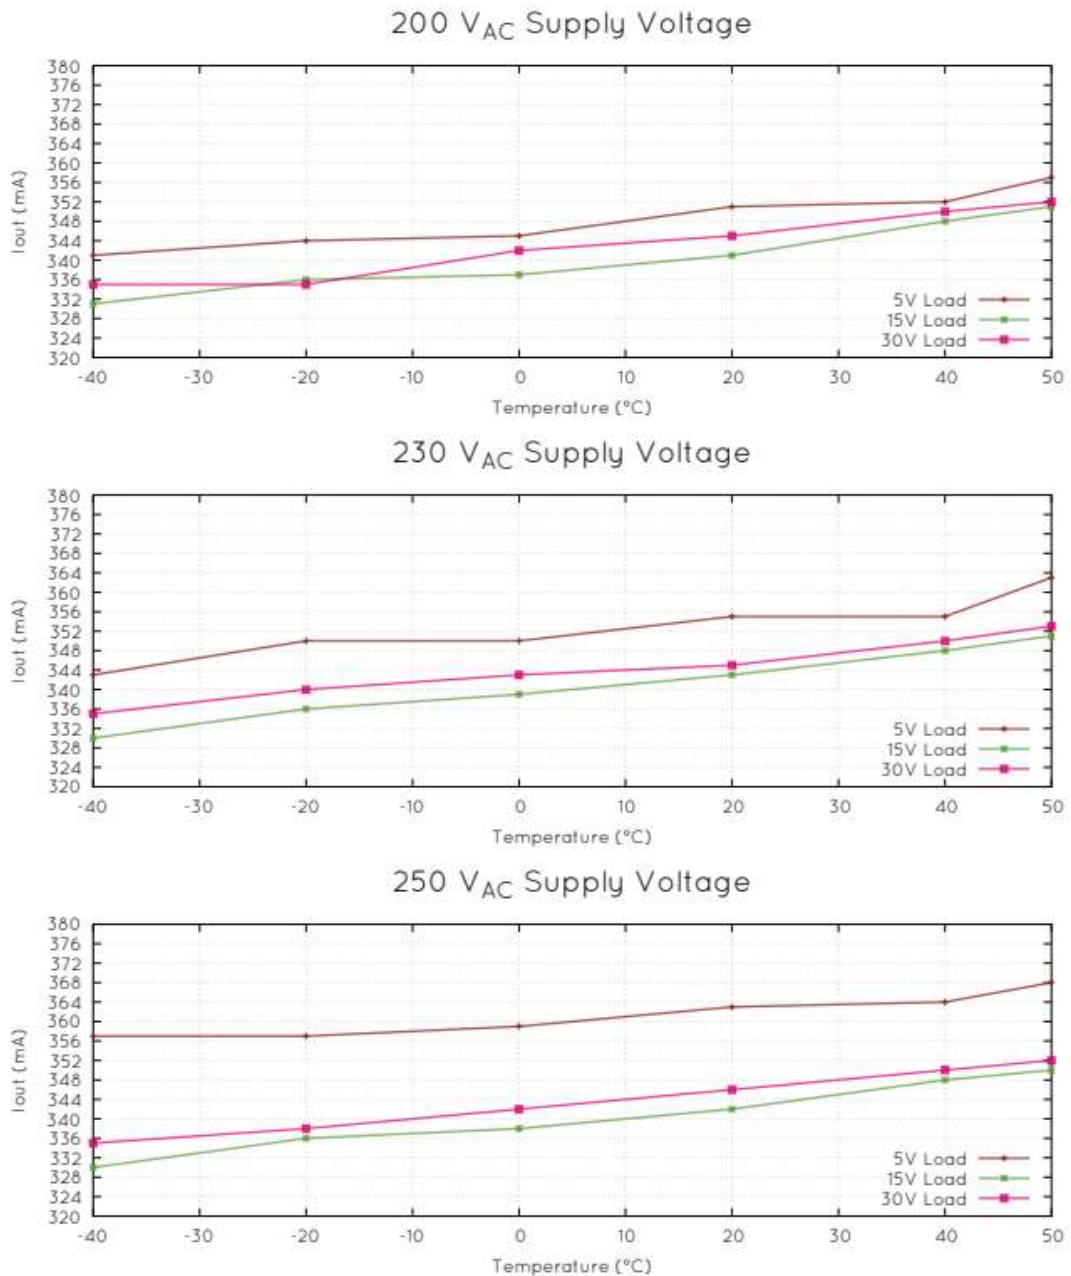 200 V_AC Supply Voltage
380
376
372
368
364
360
356
352
348
344
340
336
332
328
324
320
Iout (mA)
5V Load
15V Load
30V Load
-40 -30 -20 -10 0 10 20 30 40 50
Temperature (°C)
230 V_AC Supply Voltage
380
376
372
368
364
360
356
352
348
344
340
336
332
328
324
320
Iout (mA)
5V Load
15V Load
30V Load
-40 -30 -20 -10 0 10 20 30 40 50
Temperature (°C)
250 V_AC Supply Voltage
380
376
372
368
364
360
356
352
348
344
340
336
332
328
324
320
Iout (mA)
5V Load
15V Load
30V Load
-40 -30 -20 -10 0 10 20 30 40 50
Temperature (°C)